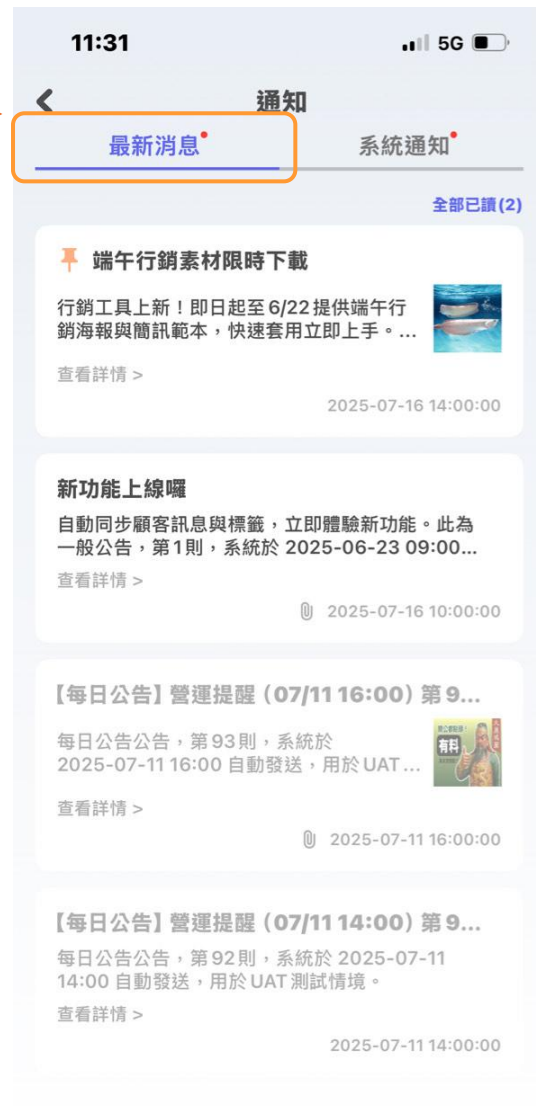 11:31
5G
通知
最新消息
系統通知
全部已讀(2)
端午行銷素材限時下載
行銷工具上新！即日起至 6/22 提供端午行
銷海報與簡訊範本，快速套用立即上手。...
查看詳情 >
2025-07-16 14:00:00
新功能上線囉
自動同步顧客訊息與標籤，立即體驗新功能。此為
一般公告，第1則，系統於 2025-06-23 09:00...
查看詳情 >
2025-07-16 10:00:00
【每日公告】營運提醒（07/11 16:00）第 9...
每日公告公告，第 93 則，系統於
2025-07-11 16:00 自動發送，用於 UAT ...
有料
查看詳情 >
2025-07-11 16:00:00
【每日公告】營運提醒（07/11 14:00）第 9...
每日公告公告，第 92 則，系統於 2025-07-11
14:00 自動發送，用於 UAT 測試情境。
查看詳情 >
2025-07-11 14:00:00